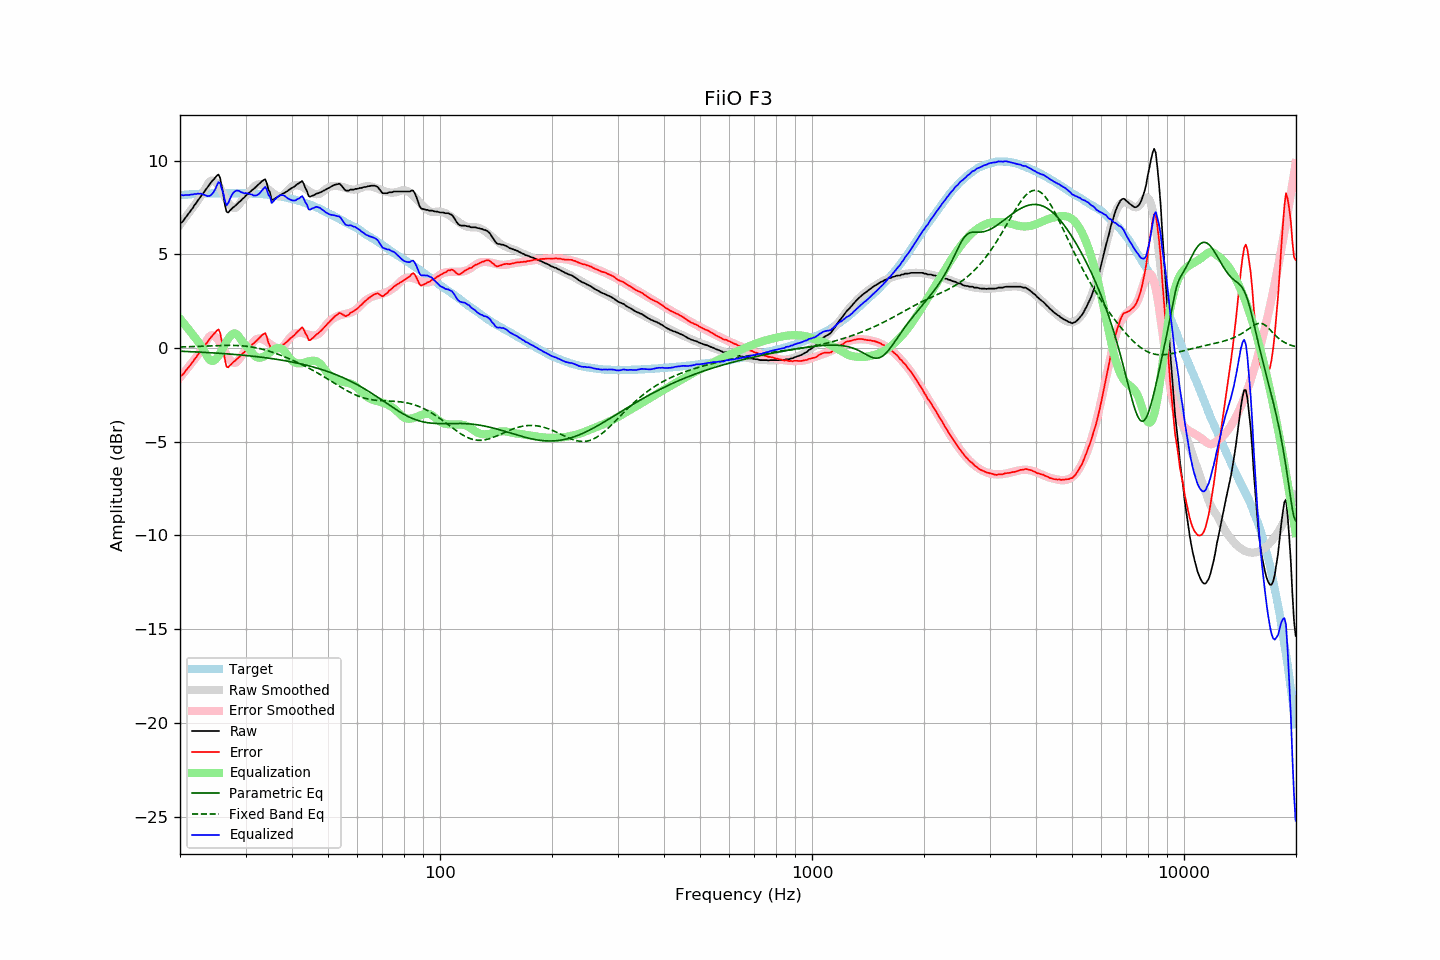 FiiO F3
10
5
0
−5
−10
−15
−20
−25
Amplitude (dBr)
Target
Raw Smoothed
Error Smoothed
Raw
Error
Equalization
Parametric Eq
Fixed Band Eq
Equalized
100
1000
10000
Frequency (Hz)